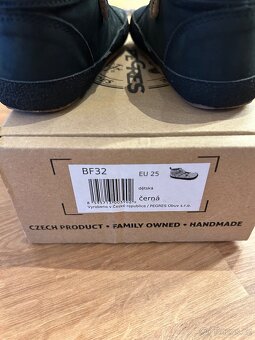 BF32
EU 25
dětská
černá
Vyrobeno v České republice / PEGRES Obuv s.r.o.
CZECH PRODUCT • FAMILY OWNED • HANDMADE